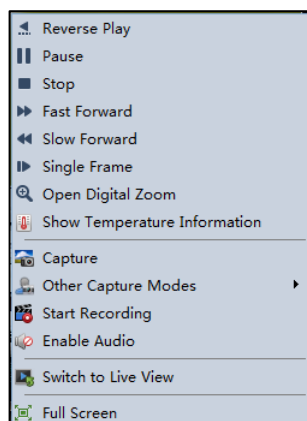 Reverse Play
Pause
Stop
Fast Forward
Slow Forward
Single Frame
Open Digital Zoom
Show Temperature Information
Capture
Other Capture Modes
Start Recording
Enable Audio
Switch to Live View
Full Screen